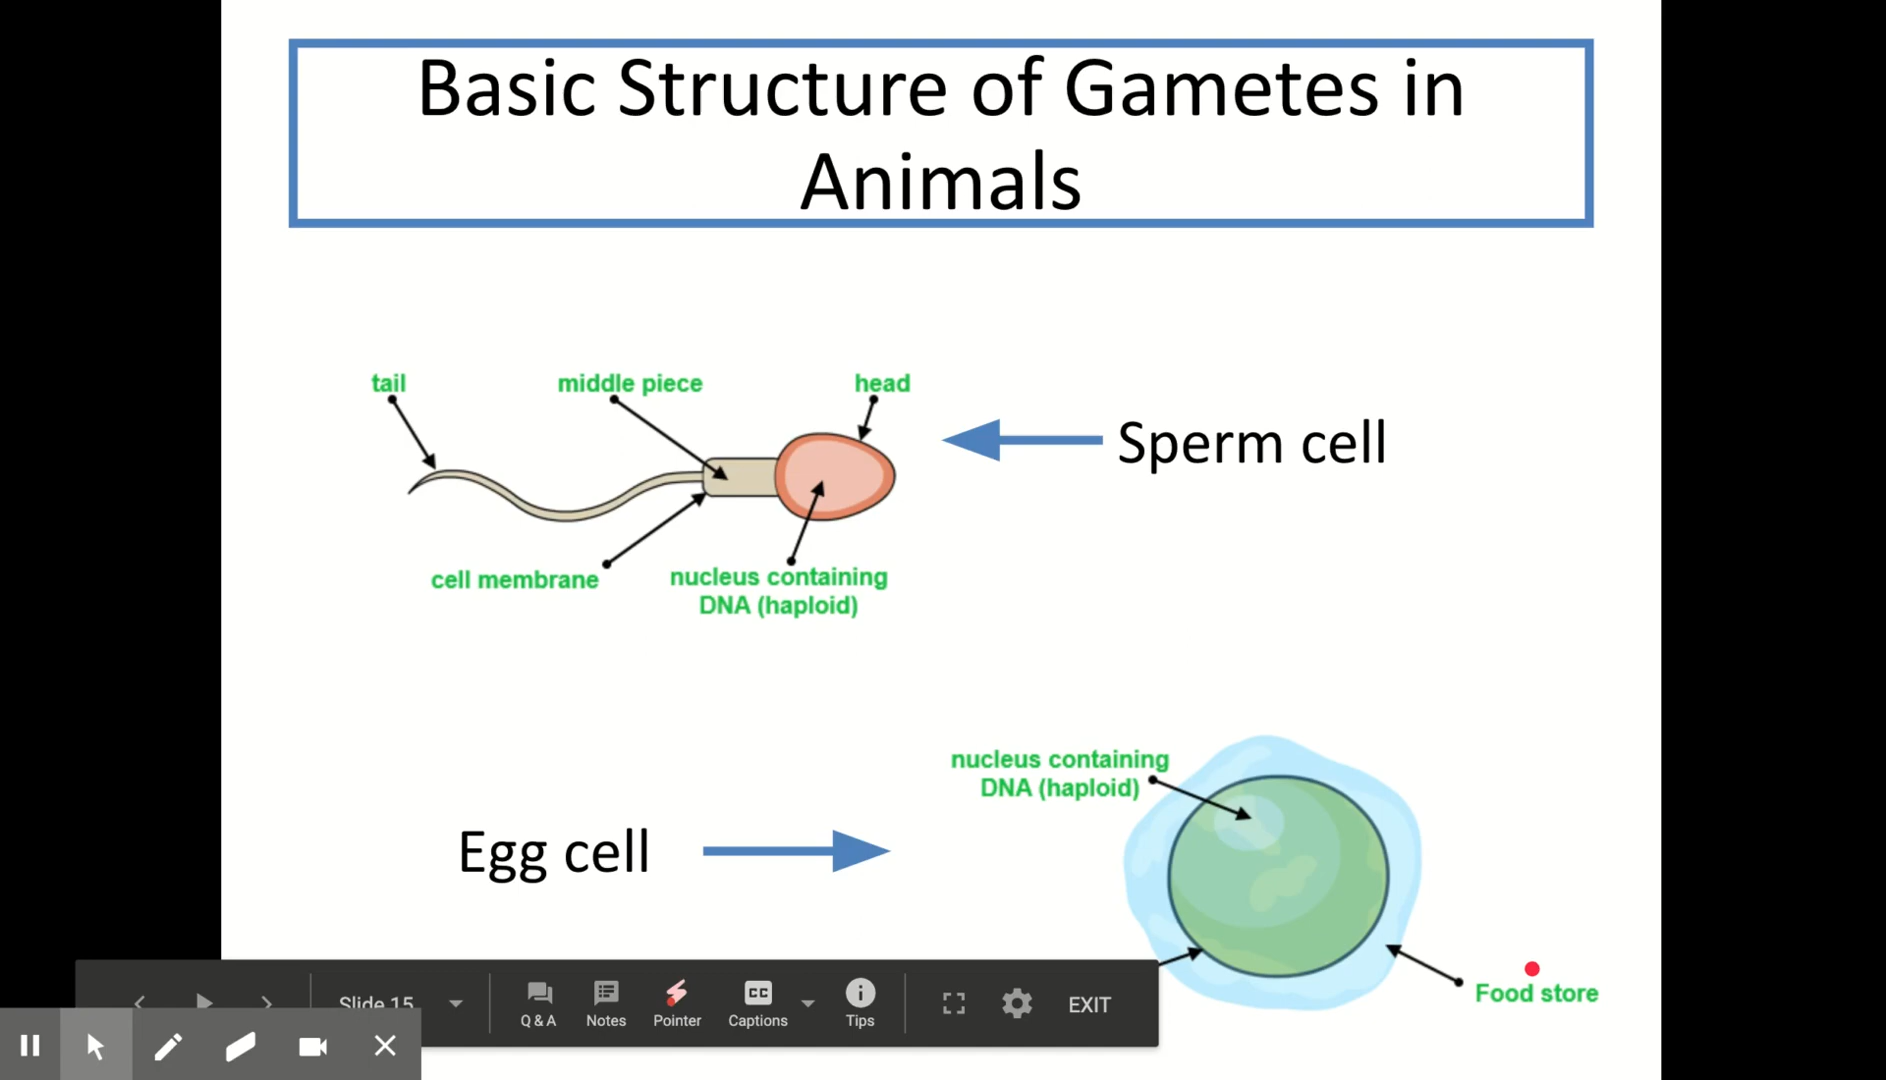 Basic Structure of Gametes in
Animals
tail
middle piece
head
Sperm cell
cell membrane
nucleus containing
DNA (haploid)
nucleus containing
DNA (haploid)
Egg cell
Food store
Slide 15
Q & A
Notes
Pointer
CC
Captions
Tips
EXIT